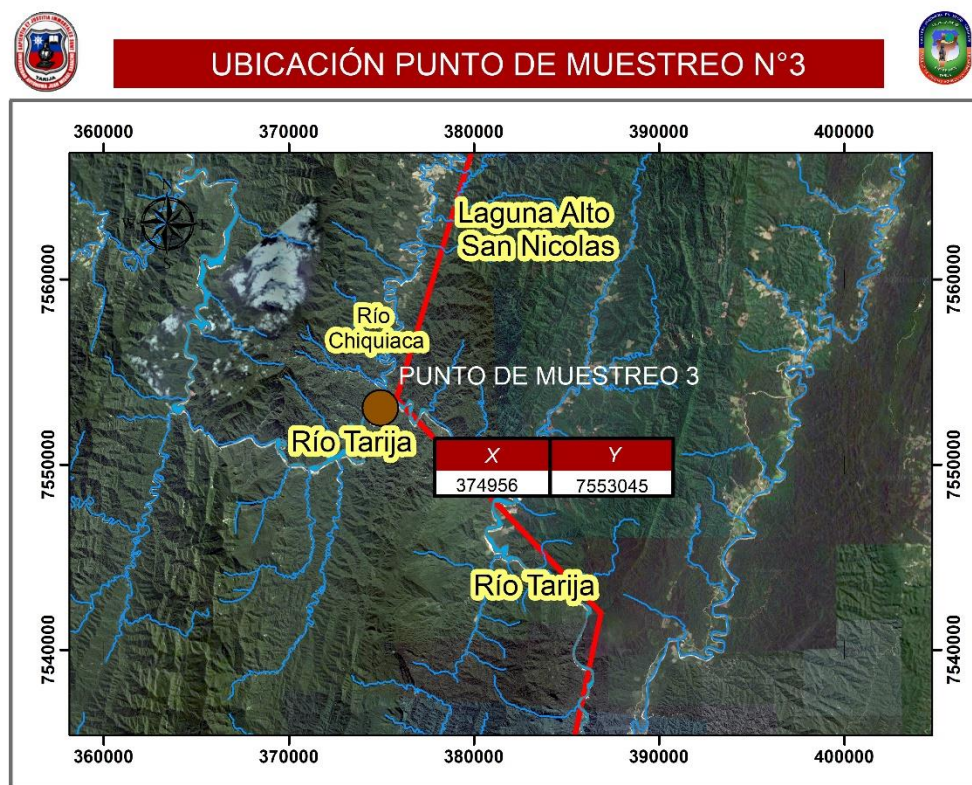 UBICACIÓN PUNTO DE MUESTREO N°3
TARIJA
360000 370000 380000 390000 400000
N
Laguna Alto
San Nicolas
7560000 7560000
Río
Chiquiaca
PUNTO DE MUESTREO 3
Río Tarija
X Y
374956 7553045
7550000 7550000
Río Tarija
7540000 7540000
360000 370000 380000 390000 400000